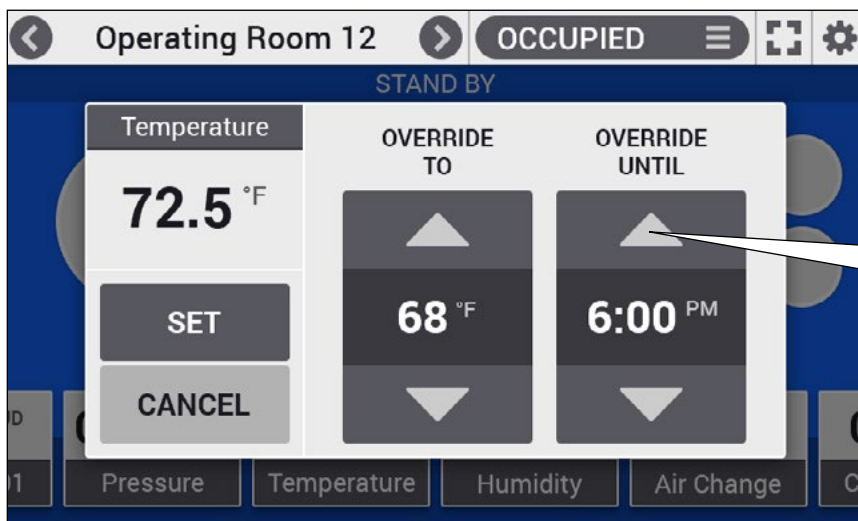 Operating Room 12
OCCUPIED
STAND BY
Temperature
72.5 °F
SET
CANCEL
OVERRIDE
TO
68 °F
OVERRIDE
UNTIL
6:00 PM
Pressure
Temperature
Humidity
Air Change